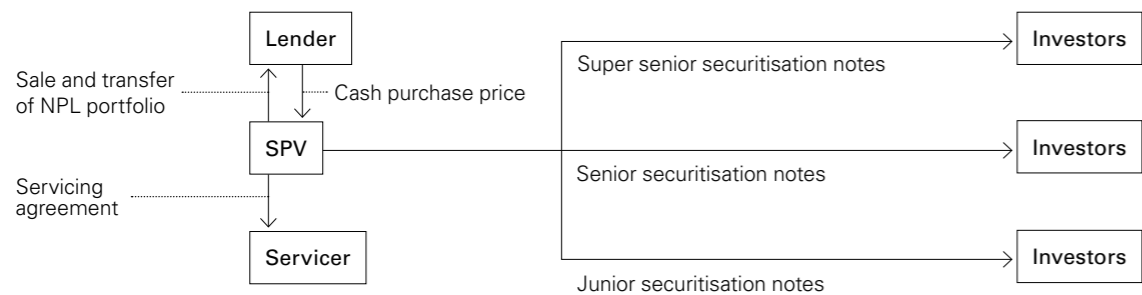 Lender
Investors
Super senior securitisation notes
Sale and transfer
of NPL portfolio
Cash purchase price
SPV
Investors
Senior securitisation notes
Servicing
agreement
Servicer
Investors
Junior securitisation notes